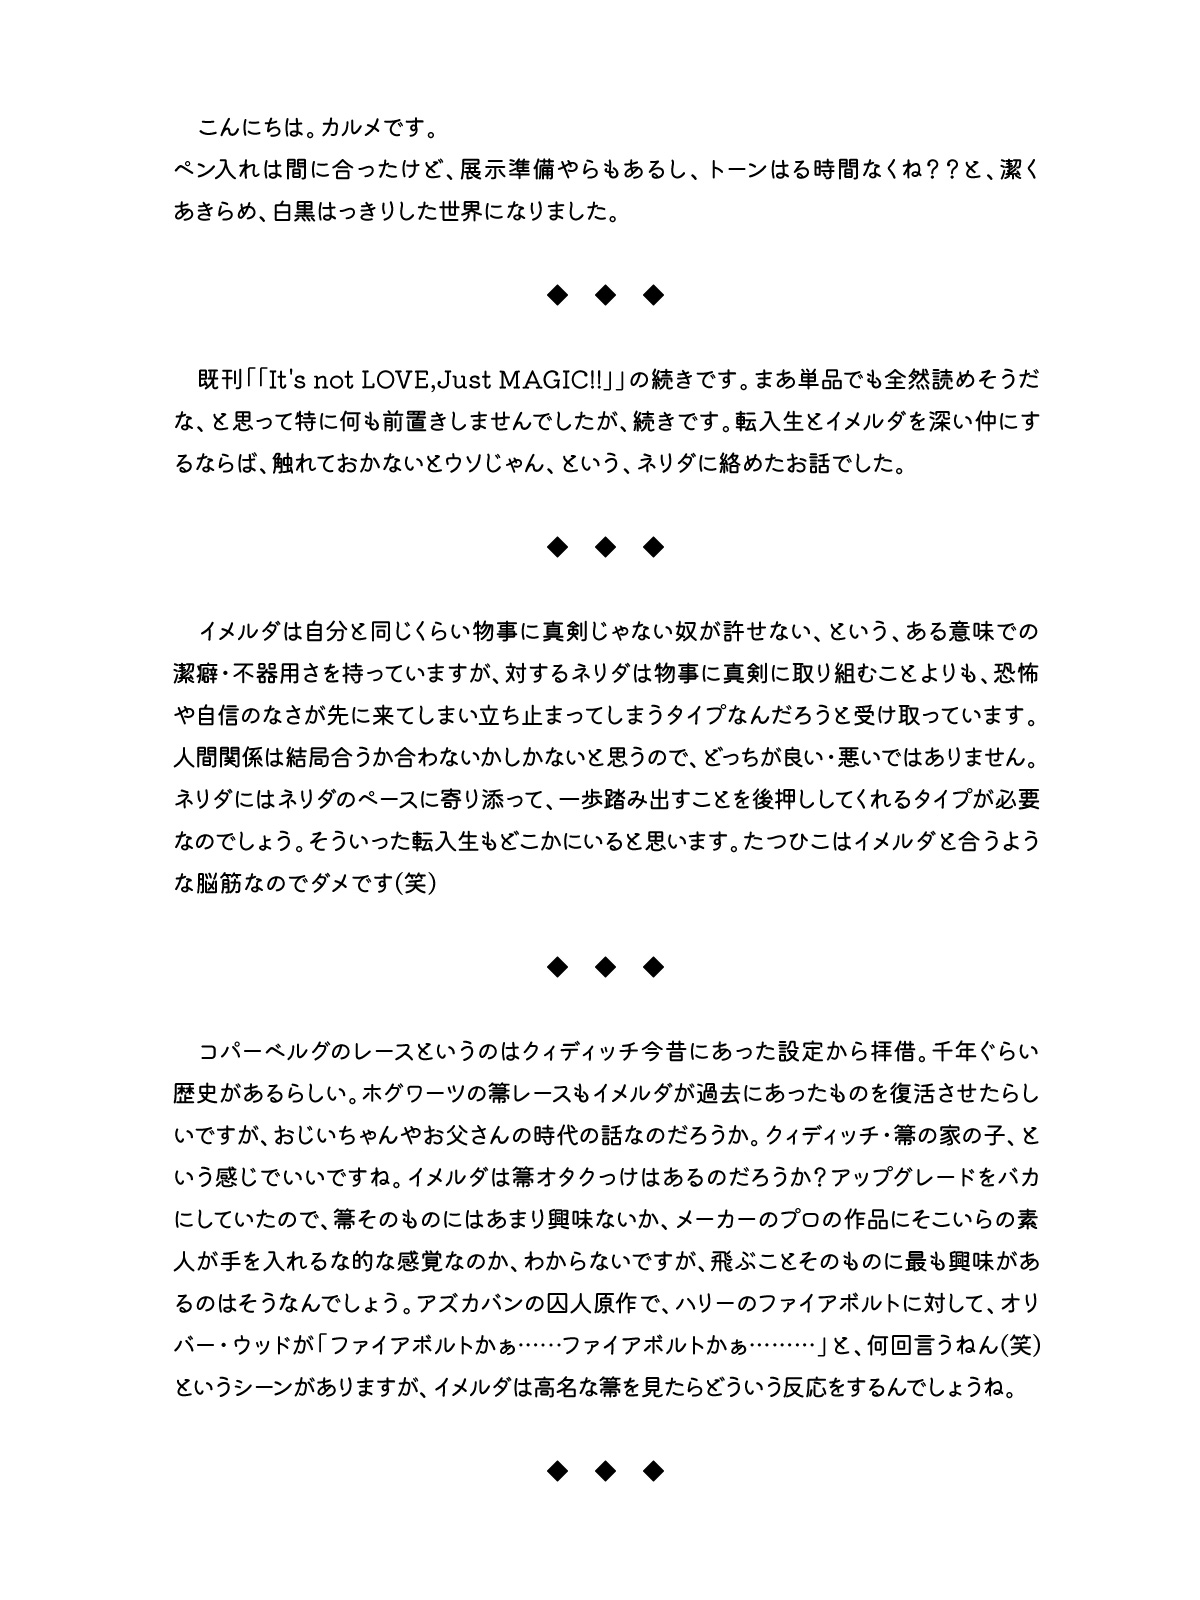 こんにちは。カルメです。
ペン入れは間に合ったけど、展示準備やらもあるし、トーンはる時間なくね？？と、潔く
あきらめ、白黒はっきりした世界になりました。
◆ ◆ ◆
既刊｢｢It's not LOVE,Just MAGIC!!｣｣の続きです。まあ単品でも全然読めそうだ
な、と思って特に何も前置きしませんでしたが、続きです。転入生とイメルダを深い仲にす
るならば、触れておかないとウソじゃん、という、ネリダに絡めたお話でした。
◆ ◆ ◆
イメルダは自分と同じくらい物事に真剣じゃない奴が許せない、という、ある意味での
潔癖・不器用さを持っていますが、対するネリダは物事に真剣に取り組むことよりも、恐怖
や自信のなさが先に来てしまい立ち止まってしまうタイプなんだろうと受け取っています。
人間関係は結局合うか合わないかしかないと思うので、どっちが良い・悪いではありません。
ネリダにはネリダのペースに寄り添って、一歩踏み出すことを後押ししてくれるタイプが必要
なのでしょう。そういった転入生もどこかにいると思います。たつひこはイメルダと合うよう
な脳筋なのでダメです(笑)
◆ ◆ ◆
コパーベルグのレースというのはクィディッチ今昔にあった設定から拝借。千年ぐらい
歴史があるらしい。ホグワーツの箒レースもイメルダが過去にあったものを復活させたらし
いですが、おじいちゃんやお父さんの時代の話なのだろうか。クィディッチ・箒の家の子、と
いう感じでいいですね。イメルダは箒オタクっけはあるのだろうか？アップグレードをバカ
にしていたので、箒そのものにはあまり興味ないか、メーカーのプロの作品にそこいらの素
人が手を入れるな的な感覚なのか、わからないですが、飛ぶことそのものに最も興味があ
るのはそうなんでしょう。アズカバンの囚人原作で、ハリーのファイアボルトに対して、オリ
バー・ウッドが｢ファイアボルトかぁ……ファイアボルトかぁ………｣と、何回言うねん(笑)
というシーンがありますが、イメルダは高名な箒を見たらどういう反応をするんでしょうね。
◆ ◆ ◆